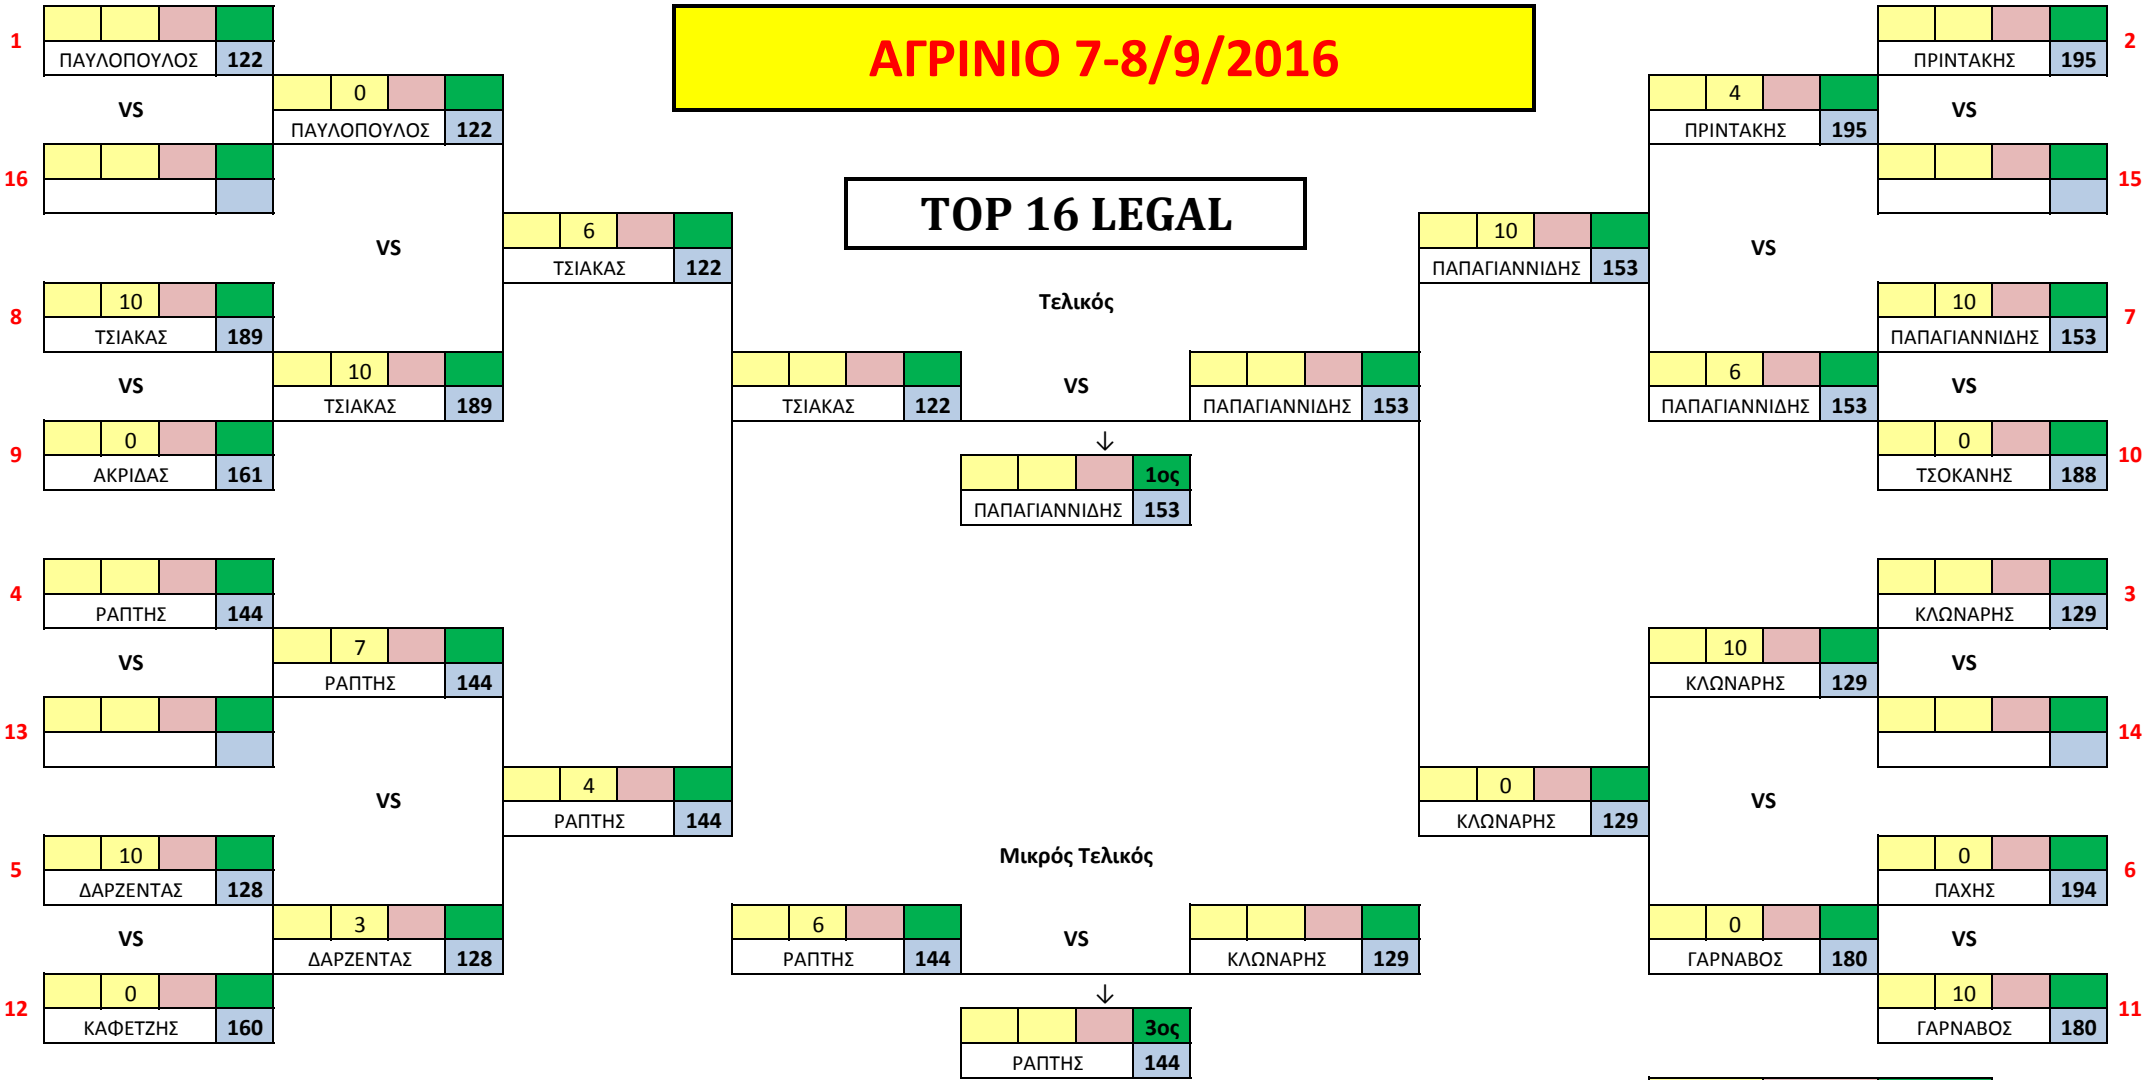 ΑΓΡΙΝΙΟ 7-8/9/2016
TOP 16 LEGAL
1
ΠΑΥΛΟΠΟΥΛΟΣ 122
VS
16
8
10
ΤΣΙΑΚΑΣ 189
VS
9
0
ΑΚΡΙΔΑΣ 161
4
ΡΑΠΤΗΣ 144
VS
13
5
10
ΔΑΡΖΕΝΤΑΣ 128
VS
12
0
ΚΑΦΕΤΖΗΣ 160
0
ΠΑΥΛΟΠΟΥΛΟΣ 122
VS
10
ΤΣΙΑΚΑΣ 189
7
ΡΑΠΤΗΣ 144
VS
3
ΔΑΡΖΕΝΤΑΣ 128
6
ΤΣΙΑΚΑΣ 122
4
ΡΑΠΤΗΣ 144
Τελικός
ΤΣΙΑΚΑΣ 122
VS
ΠΑΠΑΓΙΑΝΝΙΔΗΣ 153
↓
1ος
ΠΑΠΑΓΙΑΝΝΙΔΗΣ 153
Μικρός Τελικός
6
ΡΑΠΤΗΣ 144
VS
ΚΛΩΝΑΡΗΣ 129
↓
3ος
ΡΑΠΤΗΣ 144
10
ΠΑΠΑΓΙΑΝΝΙΔΗΣ 153
0
ΚΛΩΝΑΡΗΣ 129
4
ΠΡΙΝΤΑΚΗΣ 195
VS
6
ΠΑΠΑΓΙΑΝΝΙΔΗΣ 153
10
ΚΛΩΝΑΡΗΣ 129
VS
0
ΓΑΡΝΑΒΟΣ 180
2
ΠΡΙΝΤΑΚΗΣ 195
VS
15
10
7
ΠΑΠΑΓΙΑΝΝΙΔΗΣ 153
VS
0
10
ΤΣΟΚΑΝΗΣ 188
3
ΚΛΩΝΑΡΗΣ 129
VS
14
0
6
ΠΑΧΗΣ 194
VS
10
11
ΓΑΡΝΑΒΟΣ 180